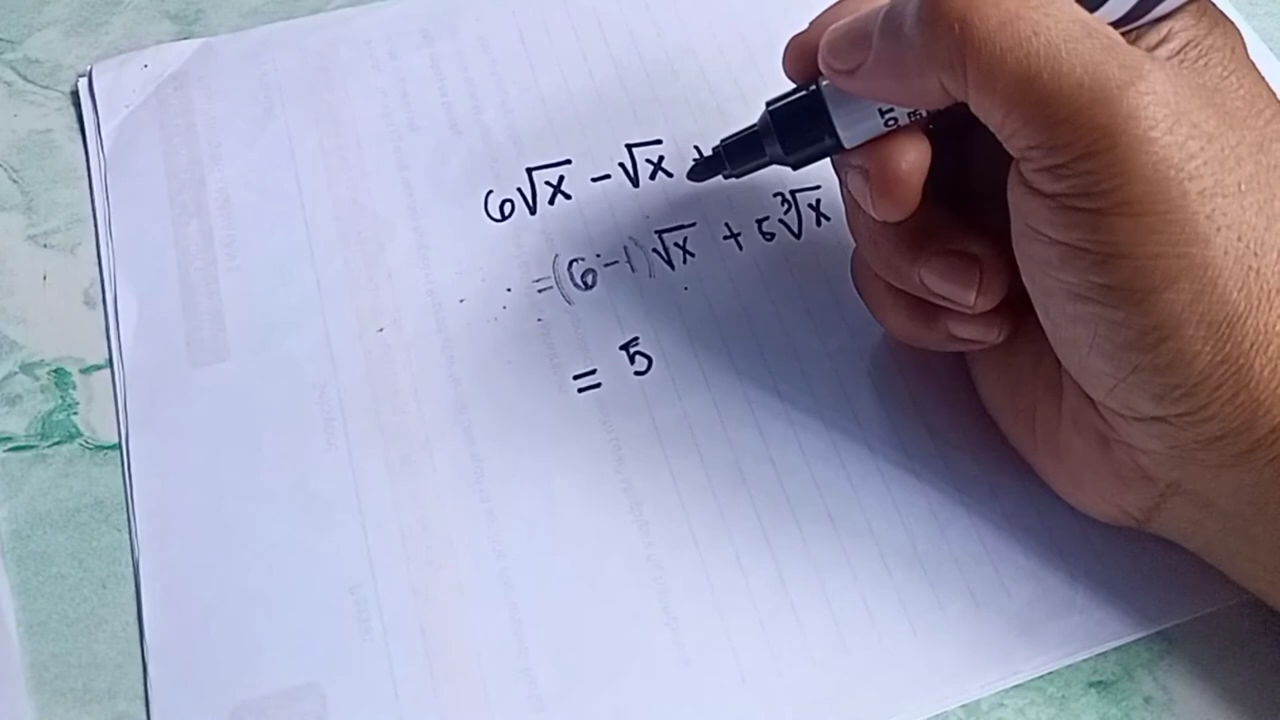 6√x - √x +
=(6-1)√x + 5∛x
= 5